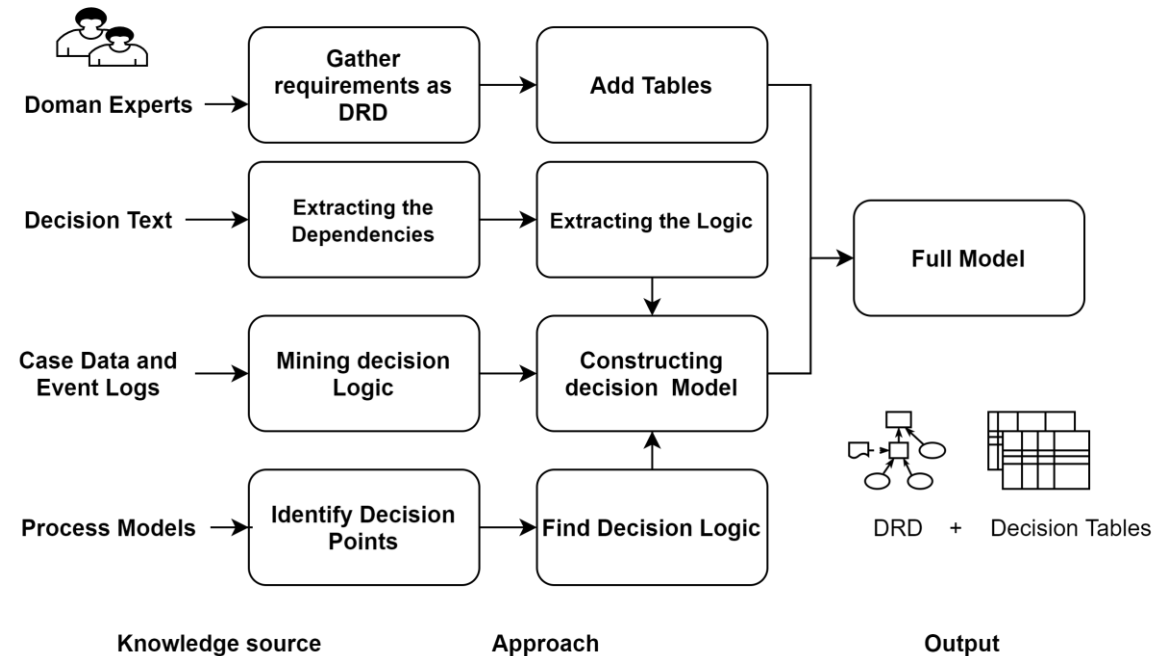 Doman Experts
Gather
requirements as
DRD
Add Tables
Decision Text
Extracting the
Dependencies
Extracting the Logic
Full Model
Case Data and
Event Logs
Mining decision
Logic
Constructing
decision Model
Process Models
Identify Decision
Points
Find Decision Logic
DRD + Decision Tables
Knowledge source Approach Output